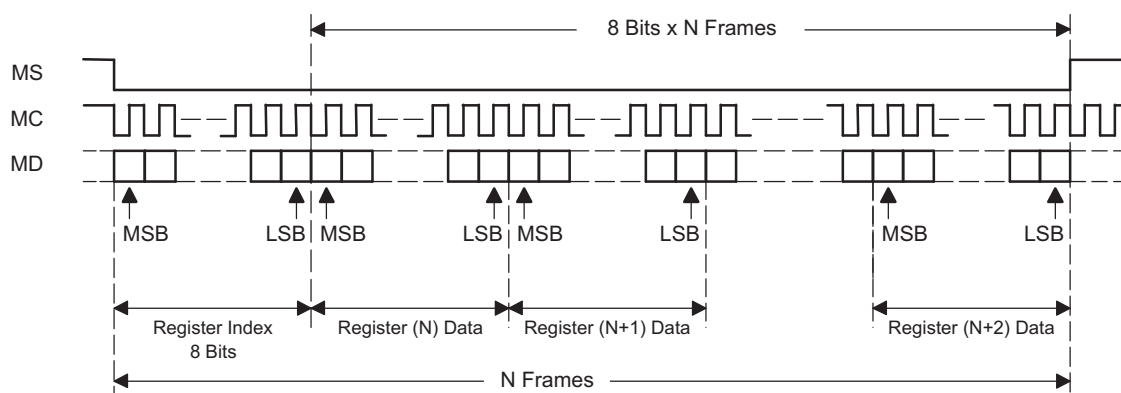 8 Bits x N Frames
MS
MC
MD
MSB
LSB
MSB
LSB
MSB
LSB
MSB
LSB
Register Index
8 Bits
Register (N) Data
Register (N+1) Data
Register (N+2) Data
N Frames